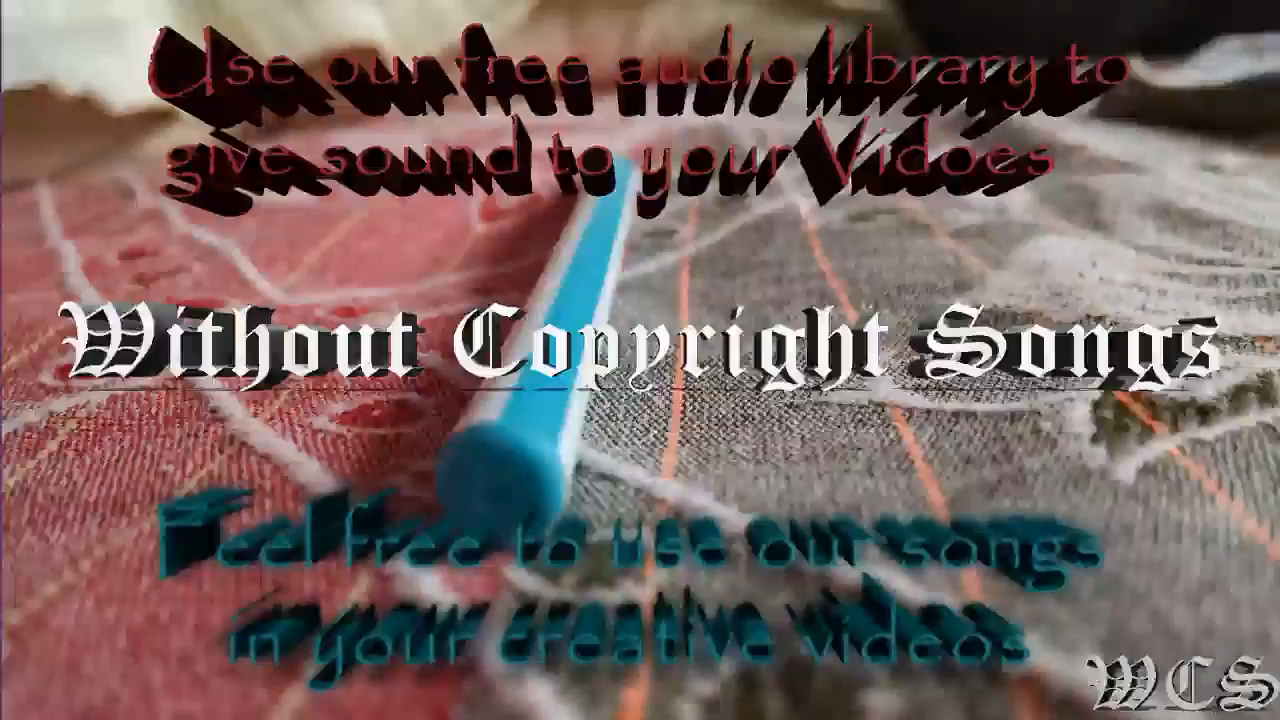 Use our free audio library to
give sound to your Vidoes
Without Copyright Songs
Feel free to use our songs
in your creative videos
WCS